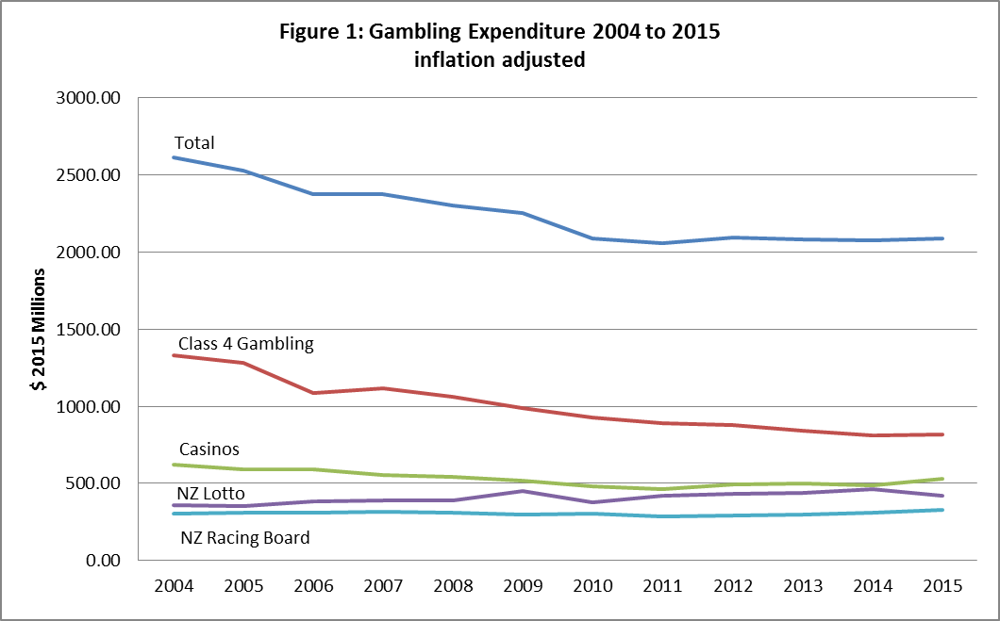 Figure 1: Gambling Expenditure 2004 to 2015
inflation adjusted
3000.00
2500.00
2000.00
1500.00
1000.00
500.00
0.00
$ 2015 Millions
Total
Class 4 Gambling
Casinos
NZ Lotto
NZ Racing Board
2004 2005 2006 2007 2008 2009 2010 2011 2012 2013 2014 2015